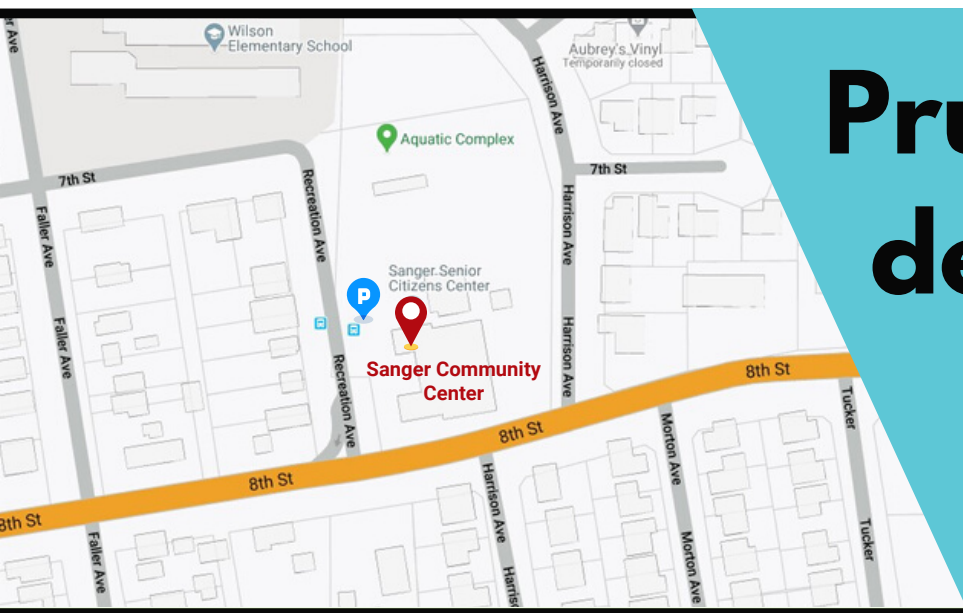 Wilson
Elementary School
Aubrey's Vinyl
Temporarily closed
Harrison Ave
Aquatic Complex
7th St
7th St
Recreation Ave
Faller Ave
Harrison Ave
Sanger Senior
Citizens Center
P
Faller Ave
Harrison Ave
Recreation Ave
Sanger Community
Center
8th St
8th St
8th St
8th St
Tucker
Morton Ave
Harrison Ave
Faller Ave
Morton Ave
Tucker
Harris
Pru
de